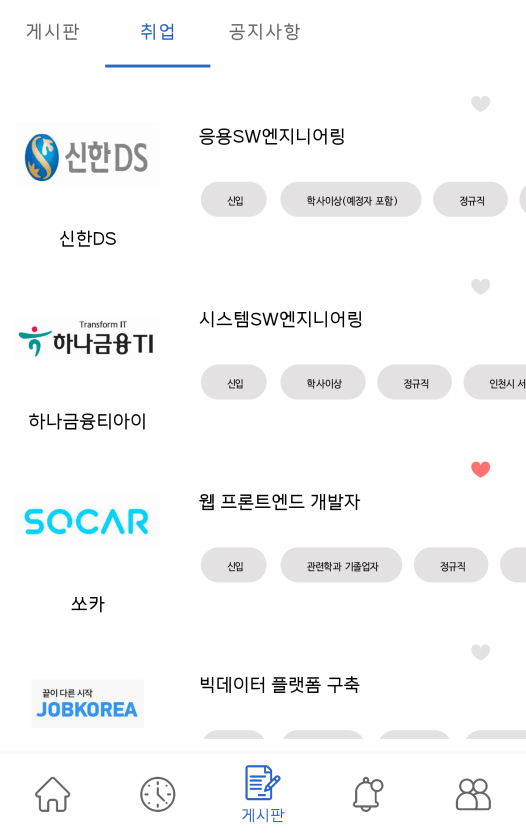 게시판 취업 공지사항
신한DS
응용SW엔지니어링
신입 학사이상(예정자 포함) 정규직
신한DS
Transform IT
하나금융TI
시스템SW엔지니어링
신입 학사이상 정규직 인천시 서
하나금융티아이
SOCAR
웹 프론트엔드 개발자
신입 관련학과 기졸업자 정규직
쏘카
끝이 다른 시작
JOBKOREA
빅데이터 플랫폼 구축
게시판